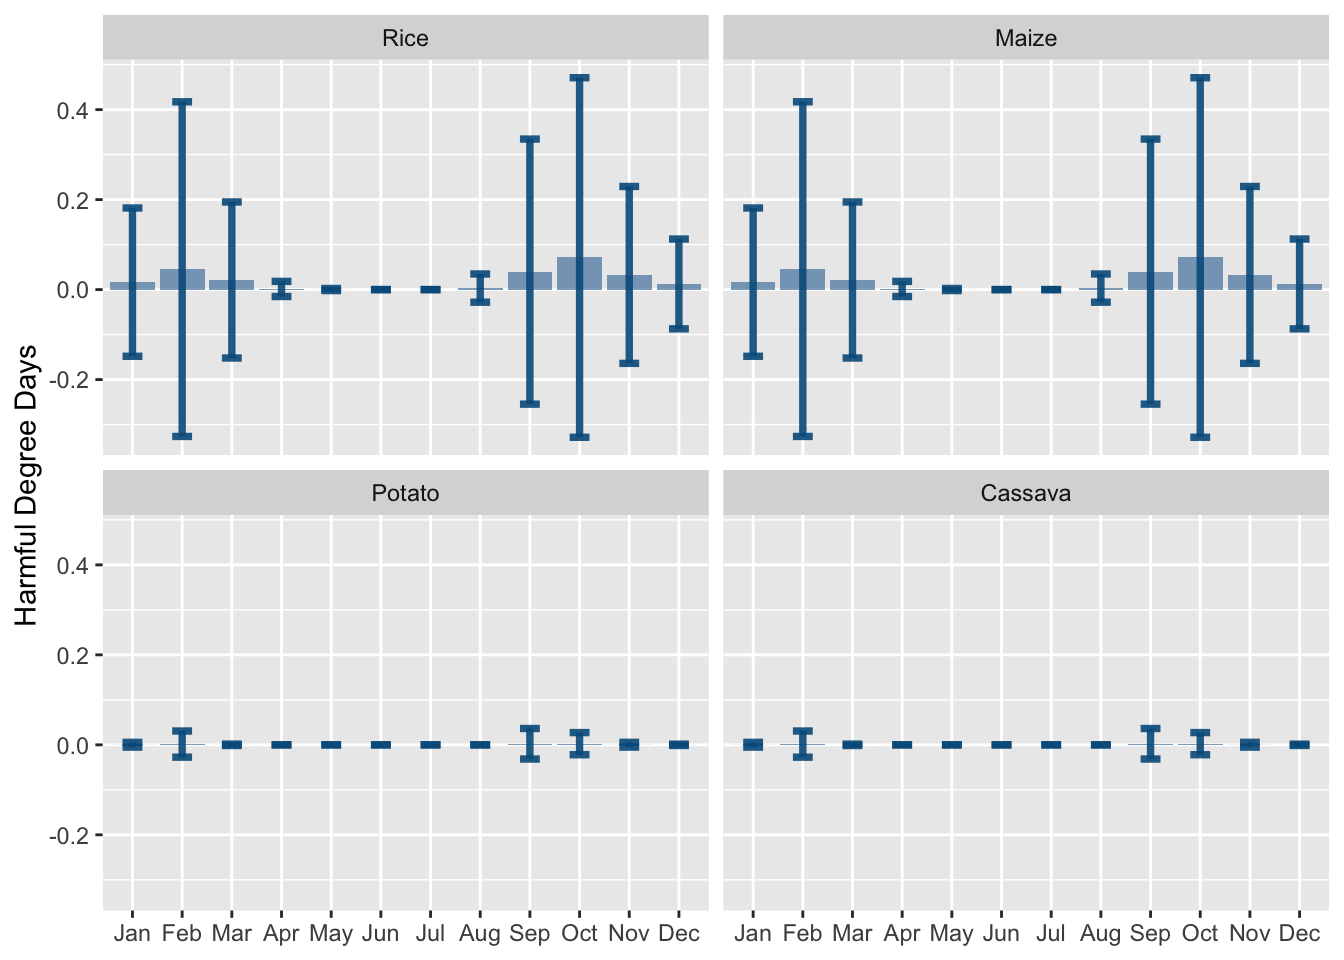 Rice
Maize
0.4
0.2
0.0
-0.2
Harmful Degree Days
Potato
Cassava
0.4
0.2
0.0
-0.2
Jan Feb Mar Apr May Jun Jul Aug Sep Oct Nov Dec
Jan Feb Mar Apr May Jun Jul Aug Sep Oct Nov Dec